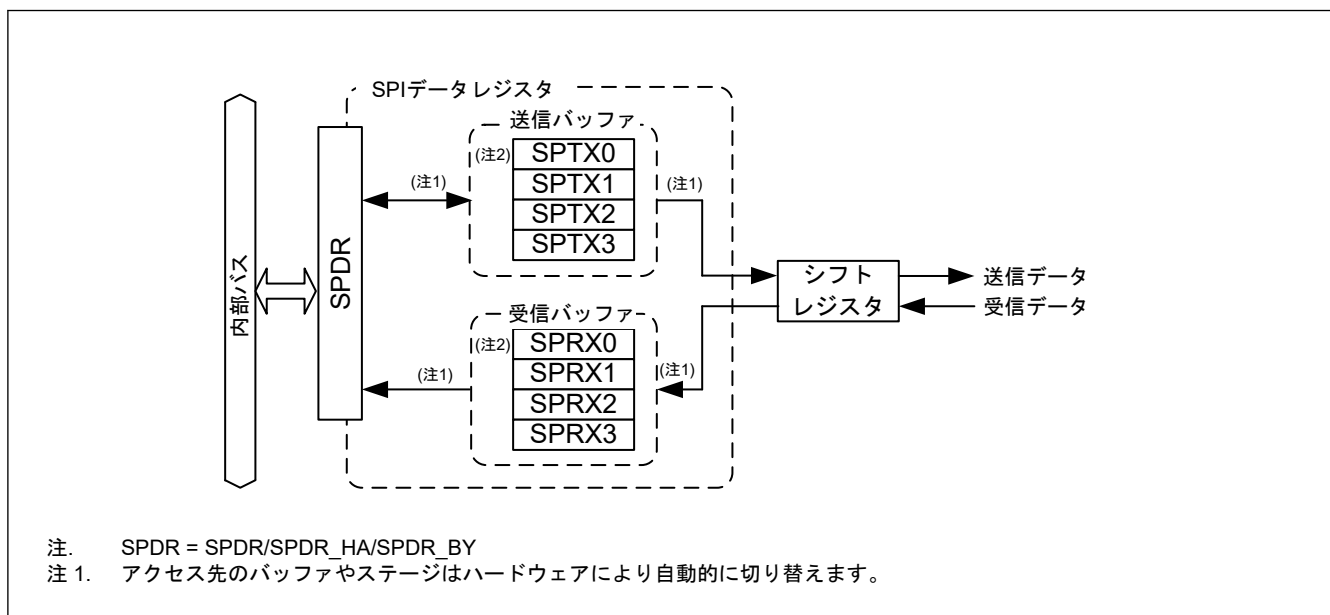 SPIデータレジスタ
送信バッファ
(注2) SPTX0
SPTX1
SPTX2
SPTX3
(注1)
(注1)
内部バス
SPDR
シフト
レジスタ
送信データ
受信データ
受信バッファ
(注2) SPRX0
SPRX1
SPRX2
SPRX3
(注1)
(注1)
注. SPDR = SPDR/SPDR_HA/SPDR_BY
注 1. アクセス先のバッファやステージはハードウェアにより自動的に切り替えます。